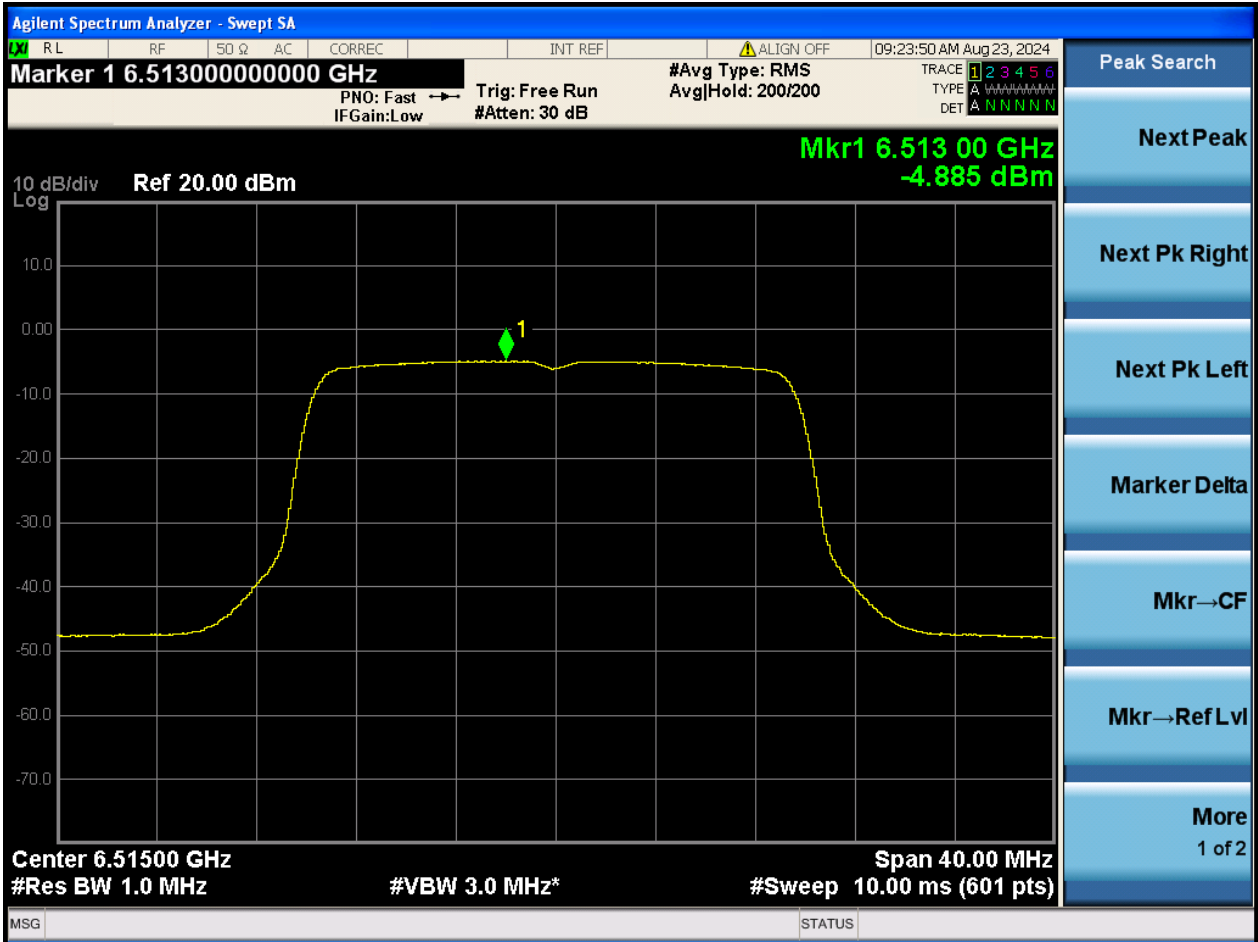 Agilent Spectrum Analyzer - Swept SA
LXI RL RF 50 Ω AC CORREC INT REF ALIGN OFF 09:23:50 AM Aug 23, 2024
Marker 1 6.513000000000 GHz
PNO: Fast
IFGain:Low
Trig: Free Run
#Atten: 30 dB
#Avg Type: RMS
Avg|Hold: 200/200
TRACE 1 2 3 4 5 6
TYPE A WWWWWW
DET A N N N N N
Mkr1 6.513 00 GHz
-4.885 dBm
10 dB/div Ref 20.00 dBm
Log
10.0
0.00
-10.0
-20.0
-30.0
-40.0
-50.0
-60.0
-70.0
1
Center 6.51500 GHz Span 40.00 MHz
#Res BW 1.0 MHz #VBW 3.0 MHz* #Sweep 10.00 ms (601 pts)
MSG STATUS
Peak Search
Next Peak
Next Pk Right
Next Pk Left
Marker Delta
Mkr→CF
Mkr→Ref Lvl
More
1 of 2